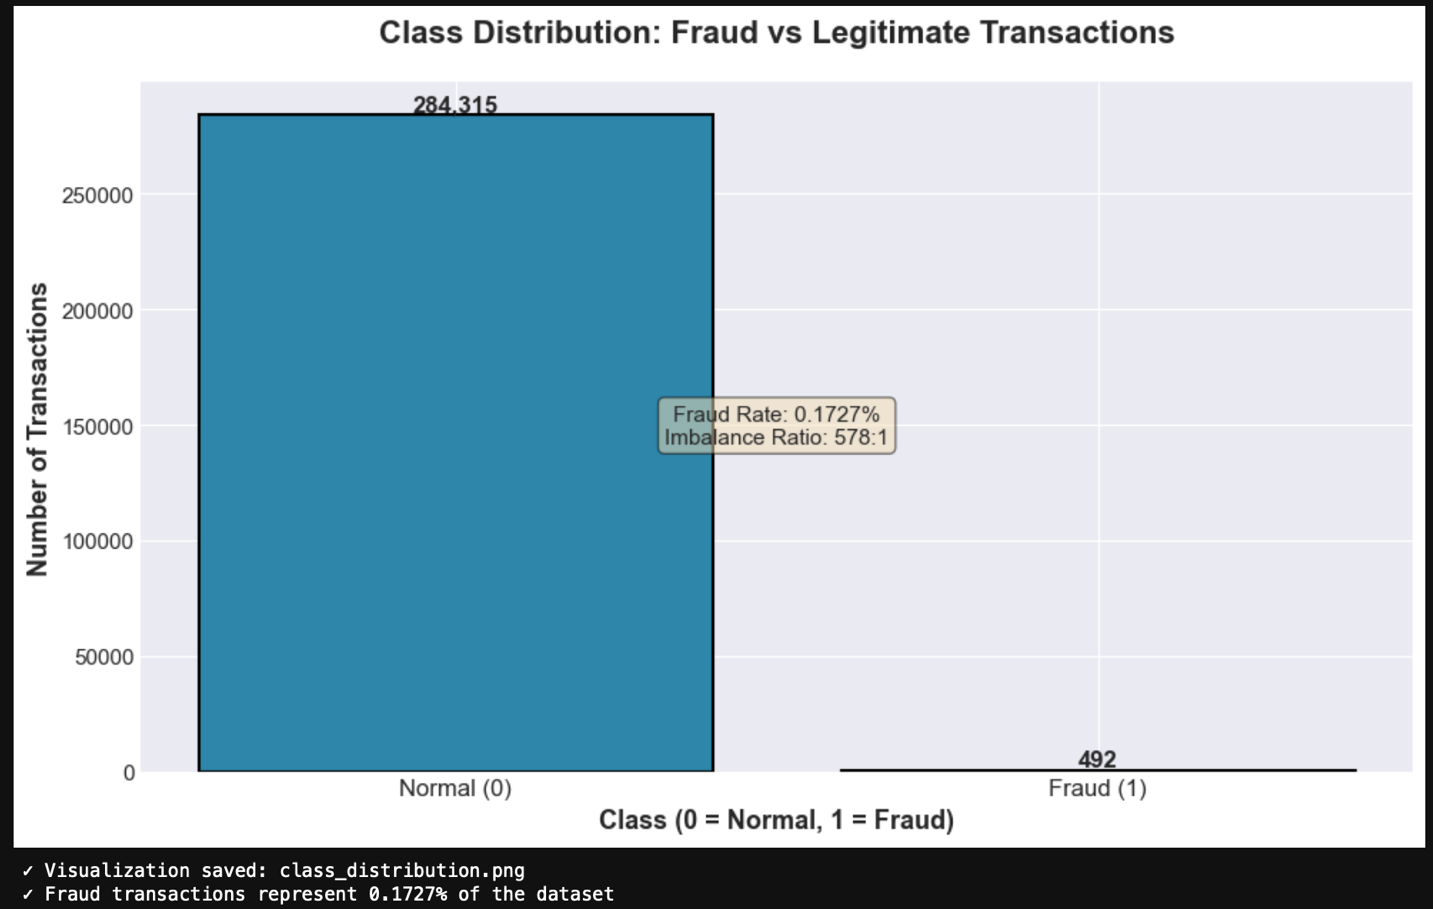 Class Distribution: Fraud vs Legitimate Transactions
284,315
250000
200000
150000
100000
50000
0
Number of Transactions
Fraud Rate: 0.1727%
Imbalance Ratio: 578:1
492
Normal (0)
Fraud (1)
Class (0 = Normal, 1 = Fraud)
✓ Visualization saved: class_distribution.png
✓ Fraud transactions represent 0.1727% of the dataset